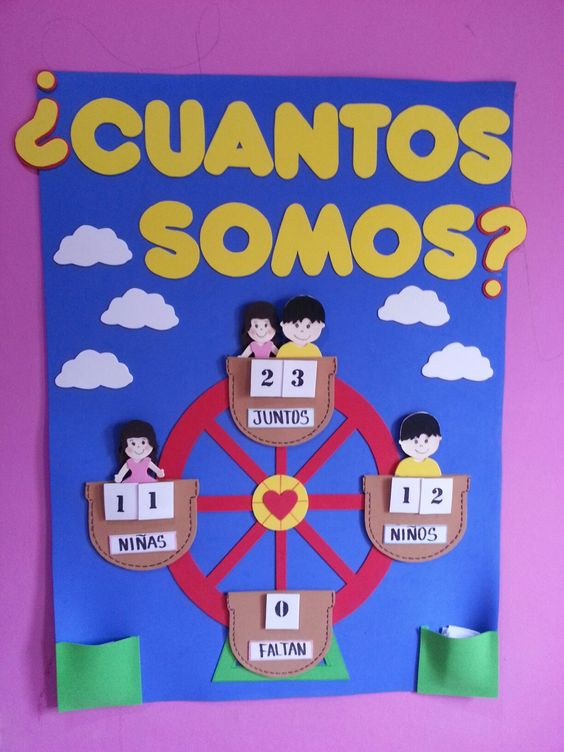 ¿CUANTOS
SOMOS?
23
JUNTOS
11
NIÑAS
12
NIÑOS
0
FALTAN